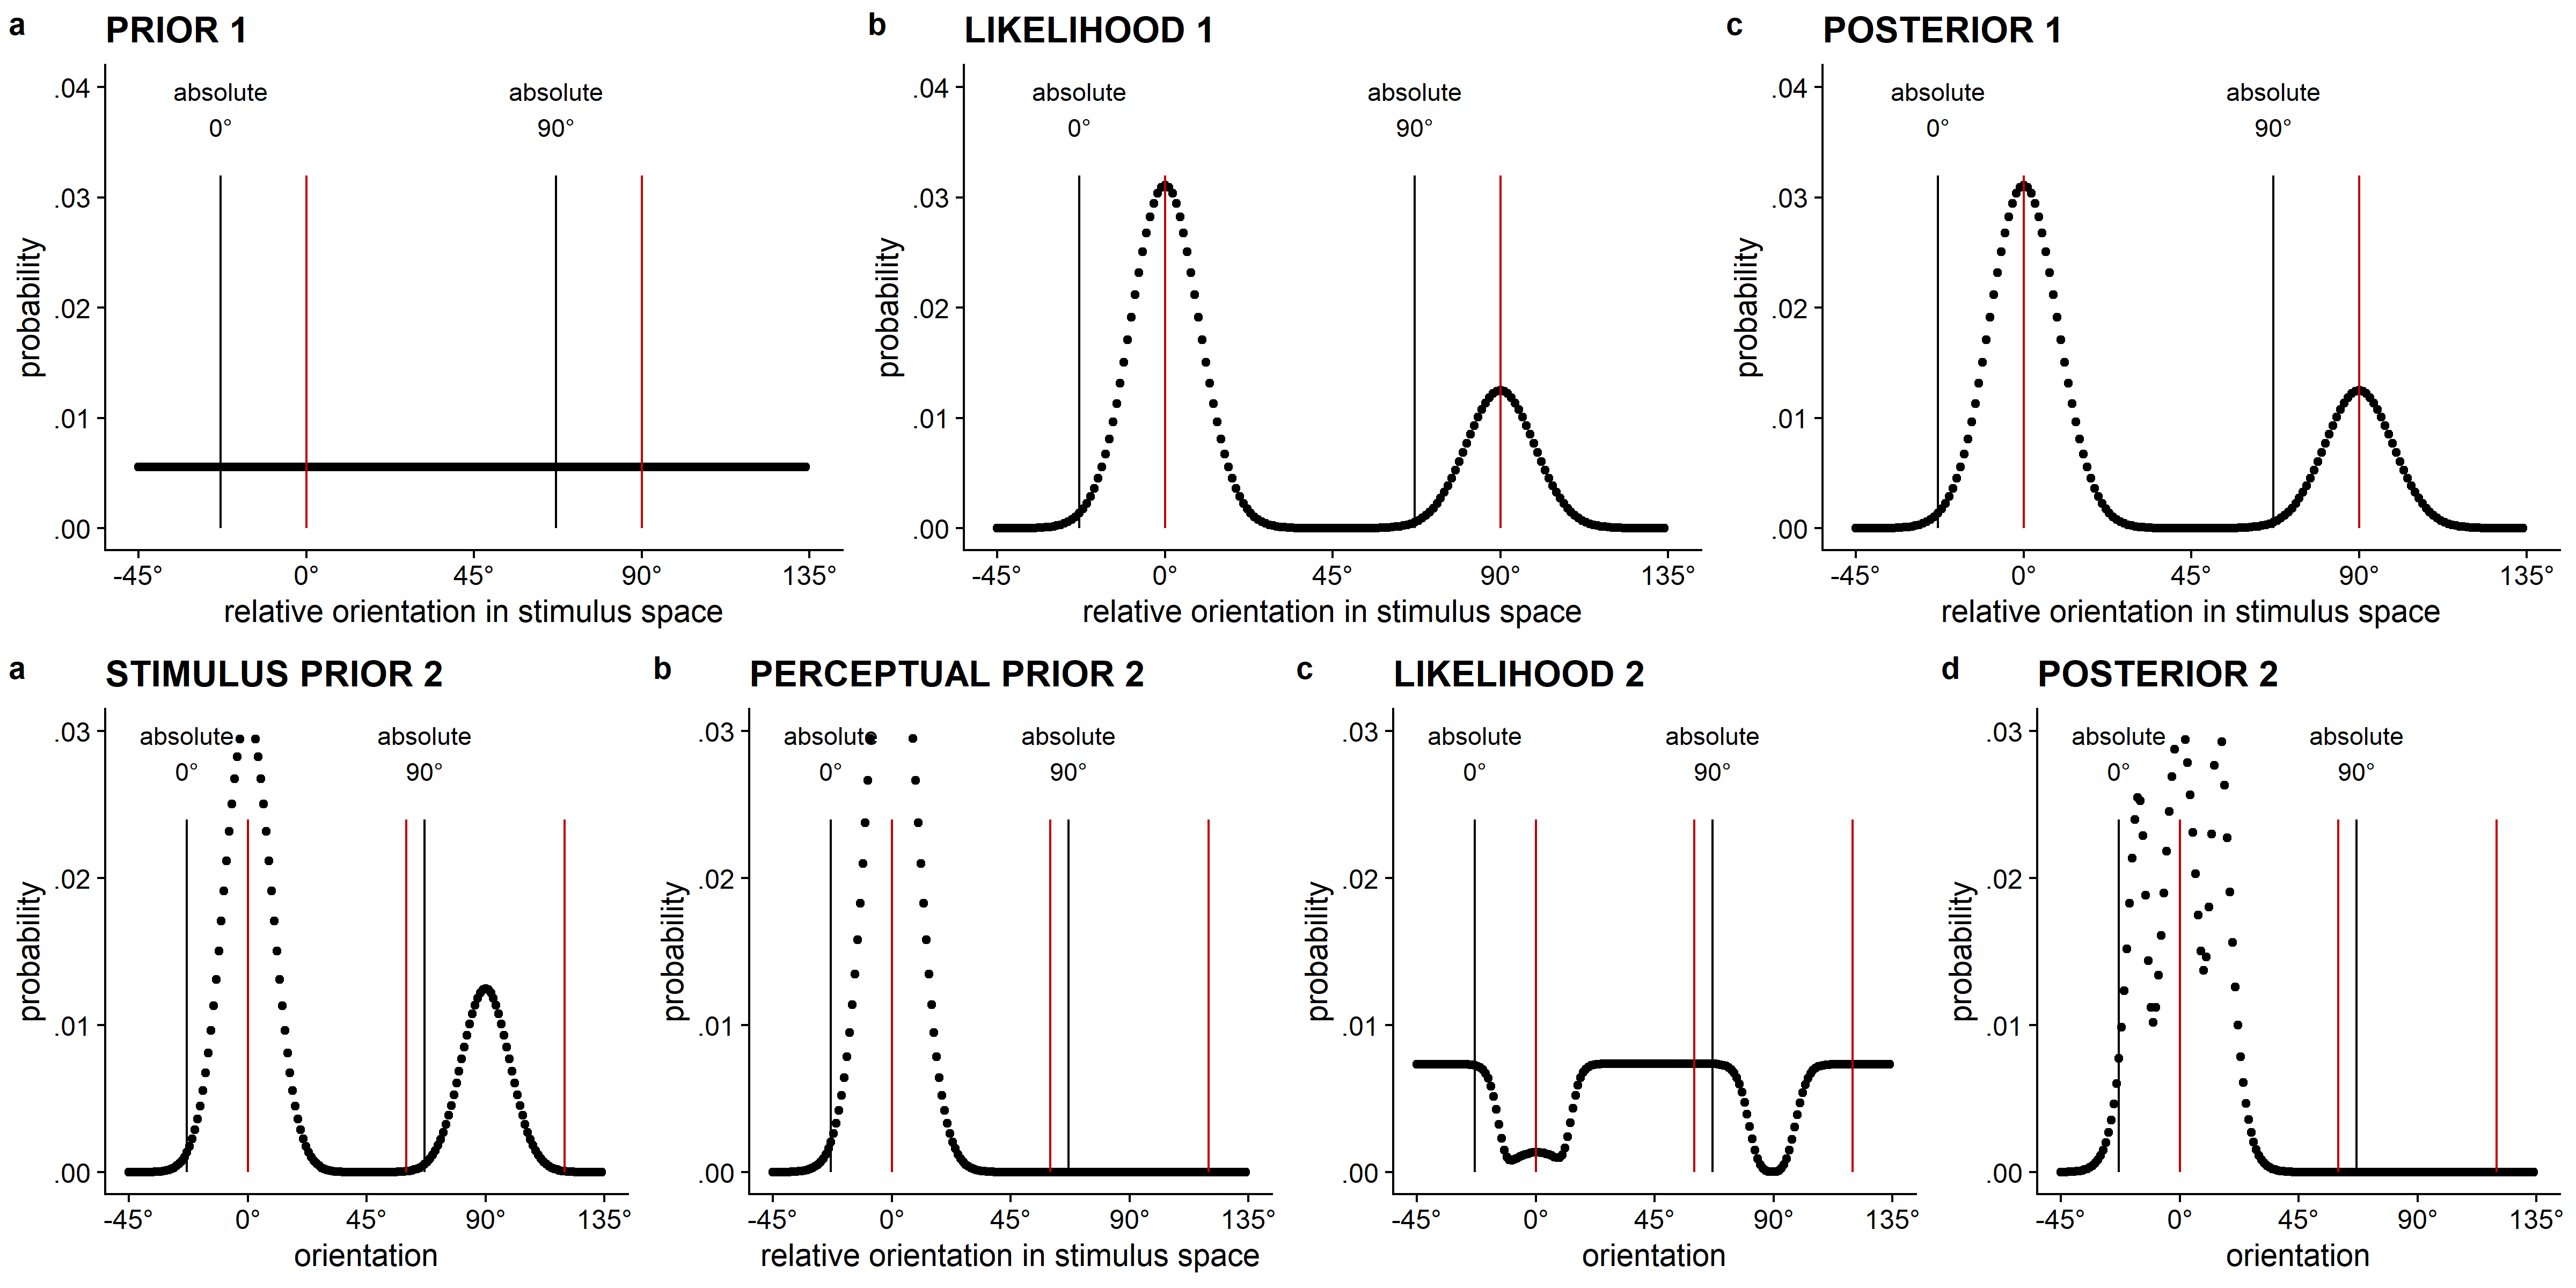 a PRIOR 1
.04
.03
.02
.01
.00
absolute
0°
absolute
90°
probability
-45° 0° 45° 90° 135°
relative orientation in stimulus space
b LIKELIHOOD 1
.04
.03
.02
.01
.00
absolute
0°
absolute
90°
probability
-45° 0° 45° 90° 135°
relative orientation in stimulus space
c POSTERIOR 1
.04
.03
.02
.01
.00
absolute
0°
absolute
90°
probability
-45° 0° 45° 90° 135°
relative orientation in stimulus space
a STIMULUS PRIOR 2
.03
.02
.01
.00
absolute
0°
absolute
90°
probability
-45° 0° 45° 90° 135°
orientation
b PERCEPTUAL PRIOR 2
.03
.02
.01
.00
absolute
0°
absolute
90°
probability
-45° 0° 45° 90° 135°
relative orientation in stimulus space
c LIKELIHOOD 2
.03
.02
.01
.00
absolute
0°
absolute
90°
probability
-45° 0° 45° 90° 135°
orientation
d POSTERIOR 2
.03
.02
.01
.00
absolute
0°
absolute
90°
probability
-45° 0° 45° 90° 135°
orientation